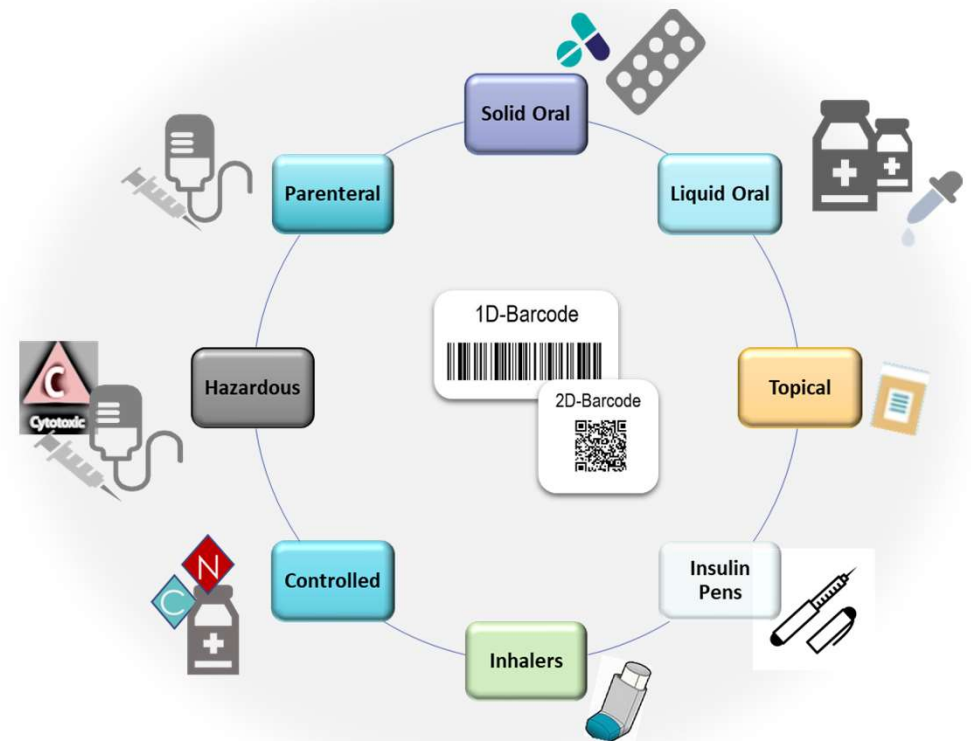 Solid Oral
Parenteral
Liquid Oral
1D-Barcode
2D-Barcode
Hazardous
Topical
C
Cytotoxic
Controlled
Insulin
Pens
N
C
Inhalers